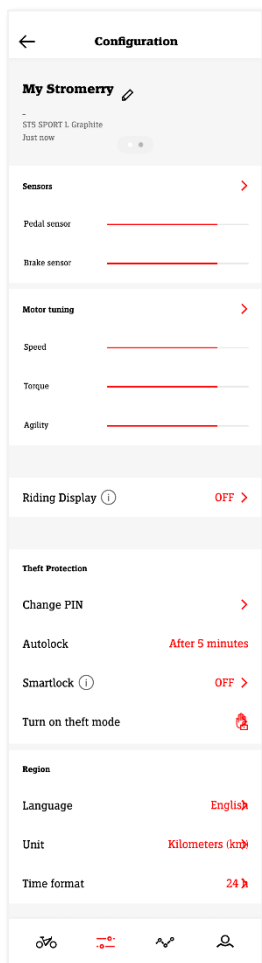 Configuration
My Stromerry
–
ST5 SPORT L Graphite
Just now
Sensors
Pedal sensor
Brake sensor
Motor tuning
Speed
Torque
Agility
Riding Display OFF
Theft Protection
Change PIN
Autolock After 5 minutes
Smartlock OFF
Turn on theft mode
Region
Language English
Unit Kilometers (km)
Time format 24 h